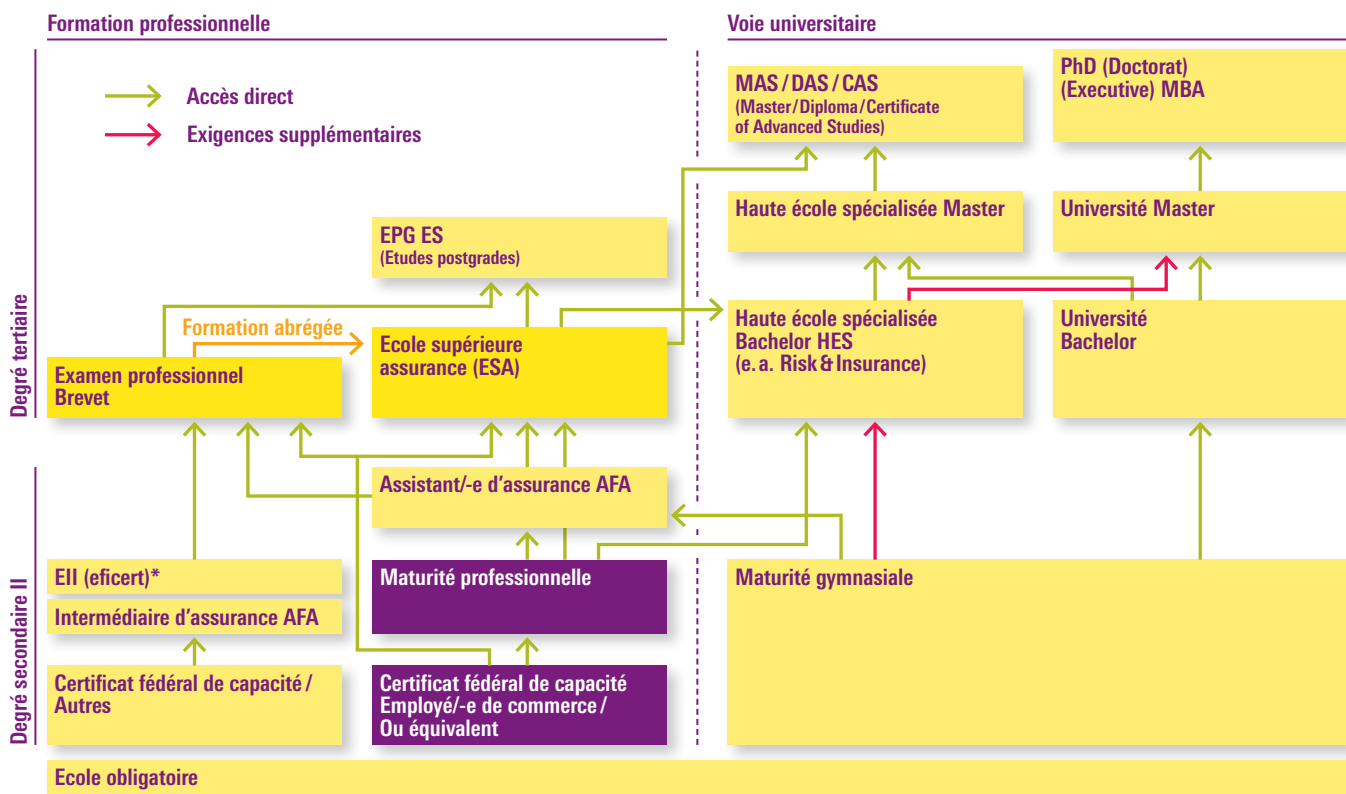 Formation professionnelle
Voie universitaire
Accès direct
Exigences supplémentaires
MAS / DAS / CAS
(Master / Diploma / Certificate
of Advanced Studies)
PhD (Doctorat)
(Executive) MBA
Haute école spécialisée Master
Université Master
EPG ES
(Etudes postgrades)
Degré tertiaire
Formation abrégée
Examen professionnel
Brevet
Ecole supérieure
assurance (ESA)
Haute école spécialisée
Bachelor HES
(e. a. Risk & Insurance)
Université
Bachelor
Assistant/-e d'assurance AFA
Degré secondaire II
EII (eficert)*
Intermédiaire d'assurance AFA
Maturité professionnelle
Maturité gymnasiale
Certificat fédéral de capacité /
Autres
Certificat fédéral de capacité
Employé/-e de commerce /
Ou équivalent
Ecole obligatoire